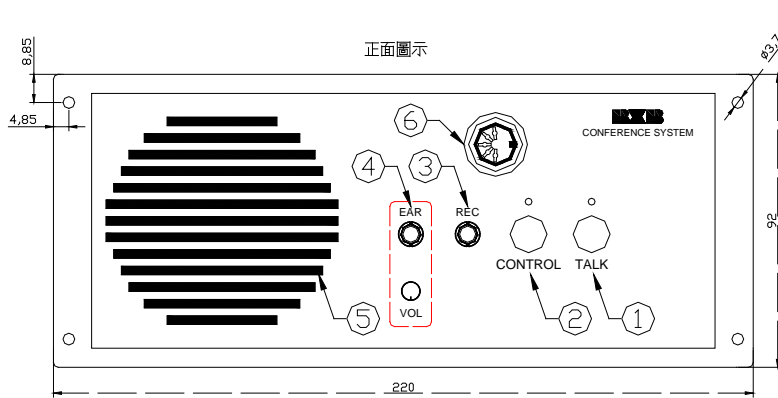 正面圖示
8,85
4,85
ø3,7
CONFERENCE SYSTEM
6
4
3
EAR
REC
CONTROL
TALK
VOL
5
2
1
92
220